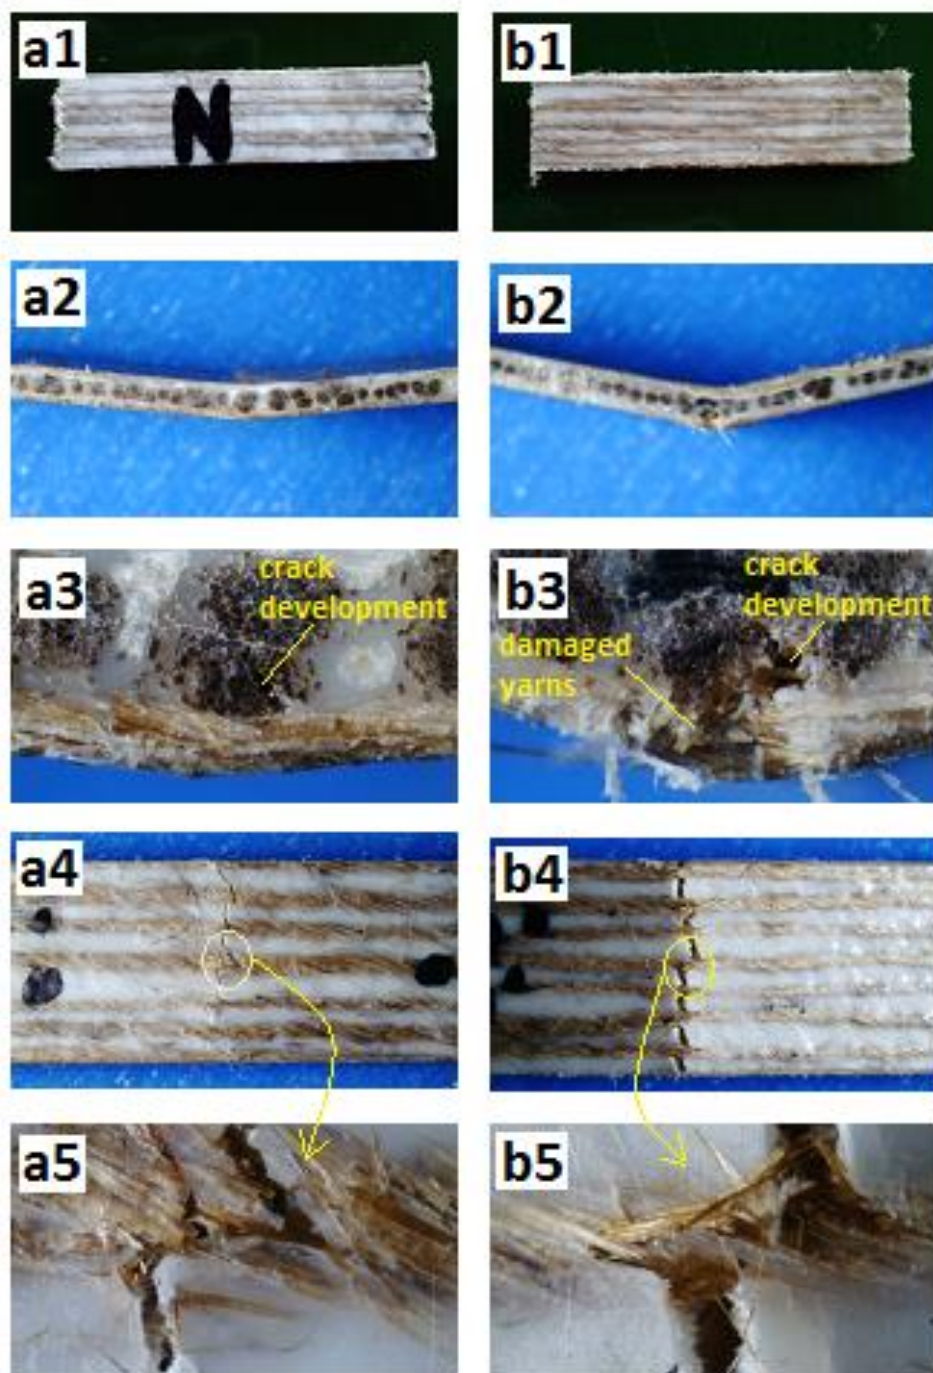 a1
N
b1
a2
b2
a3
crack
development
b3
crack
development
damaged
yarns
a4
b4
a5
b5